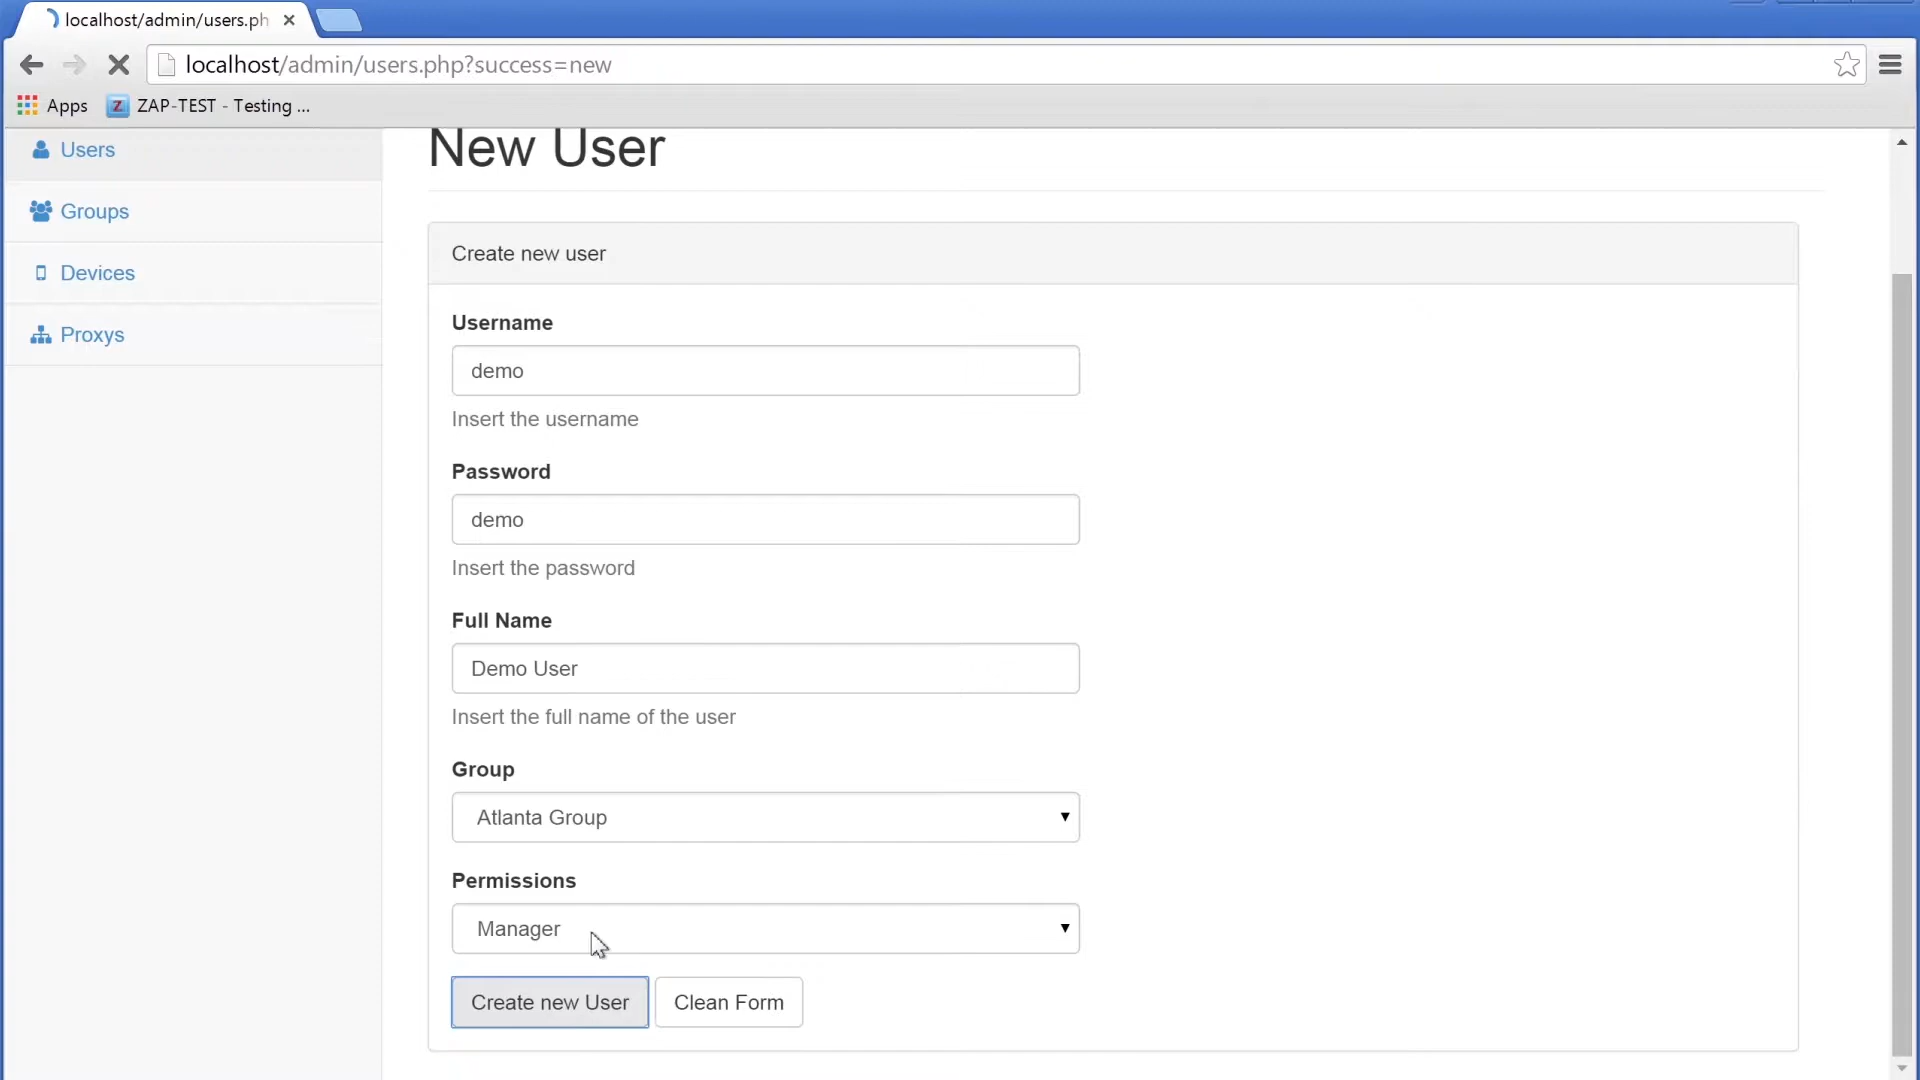 localhost/admin/users.ph
localhost/admin/users.php?success=new
Apps
Z ZAP-TEST - Testing ...
Users
New User
Groups
Create new user
Devices
Username
Proxys
demo
Insert the username
Password
demo
Insert the password
Full Name
Demo User
Insert the full name of the user
Group
Atlanta Group
Permissions
Manager
Create new User Clean Form